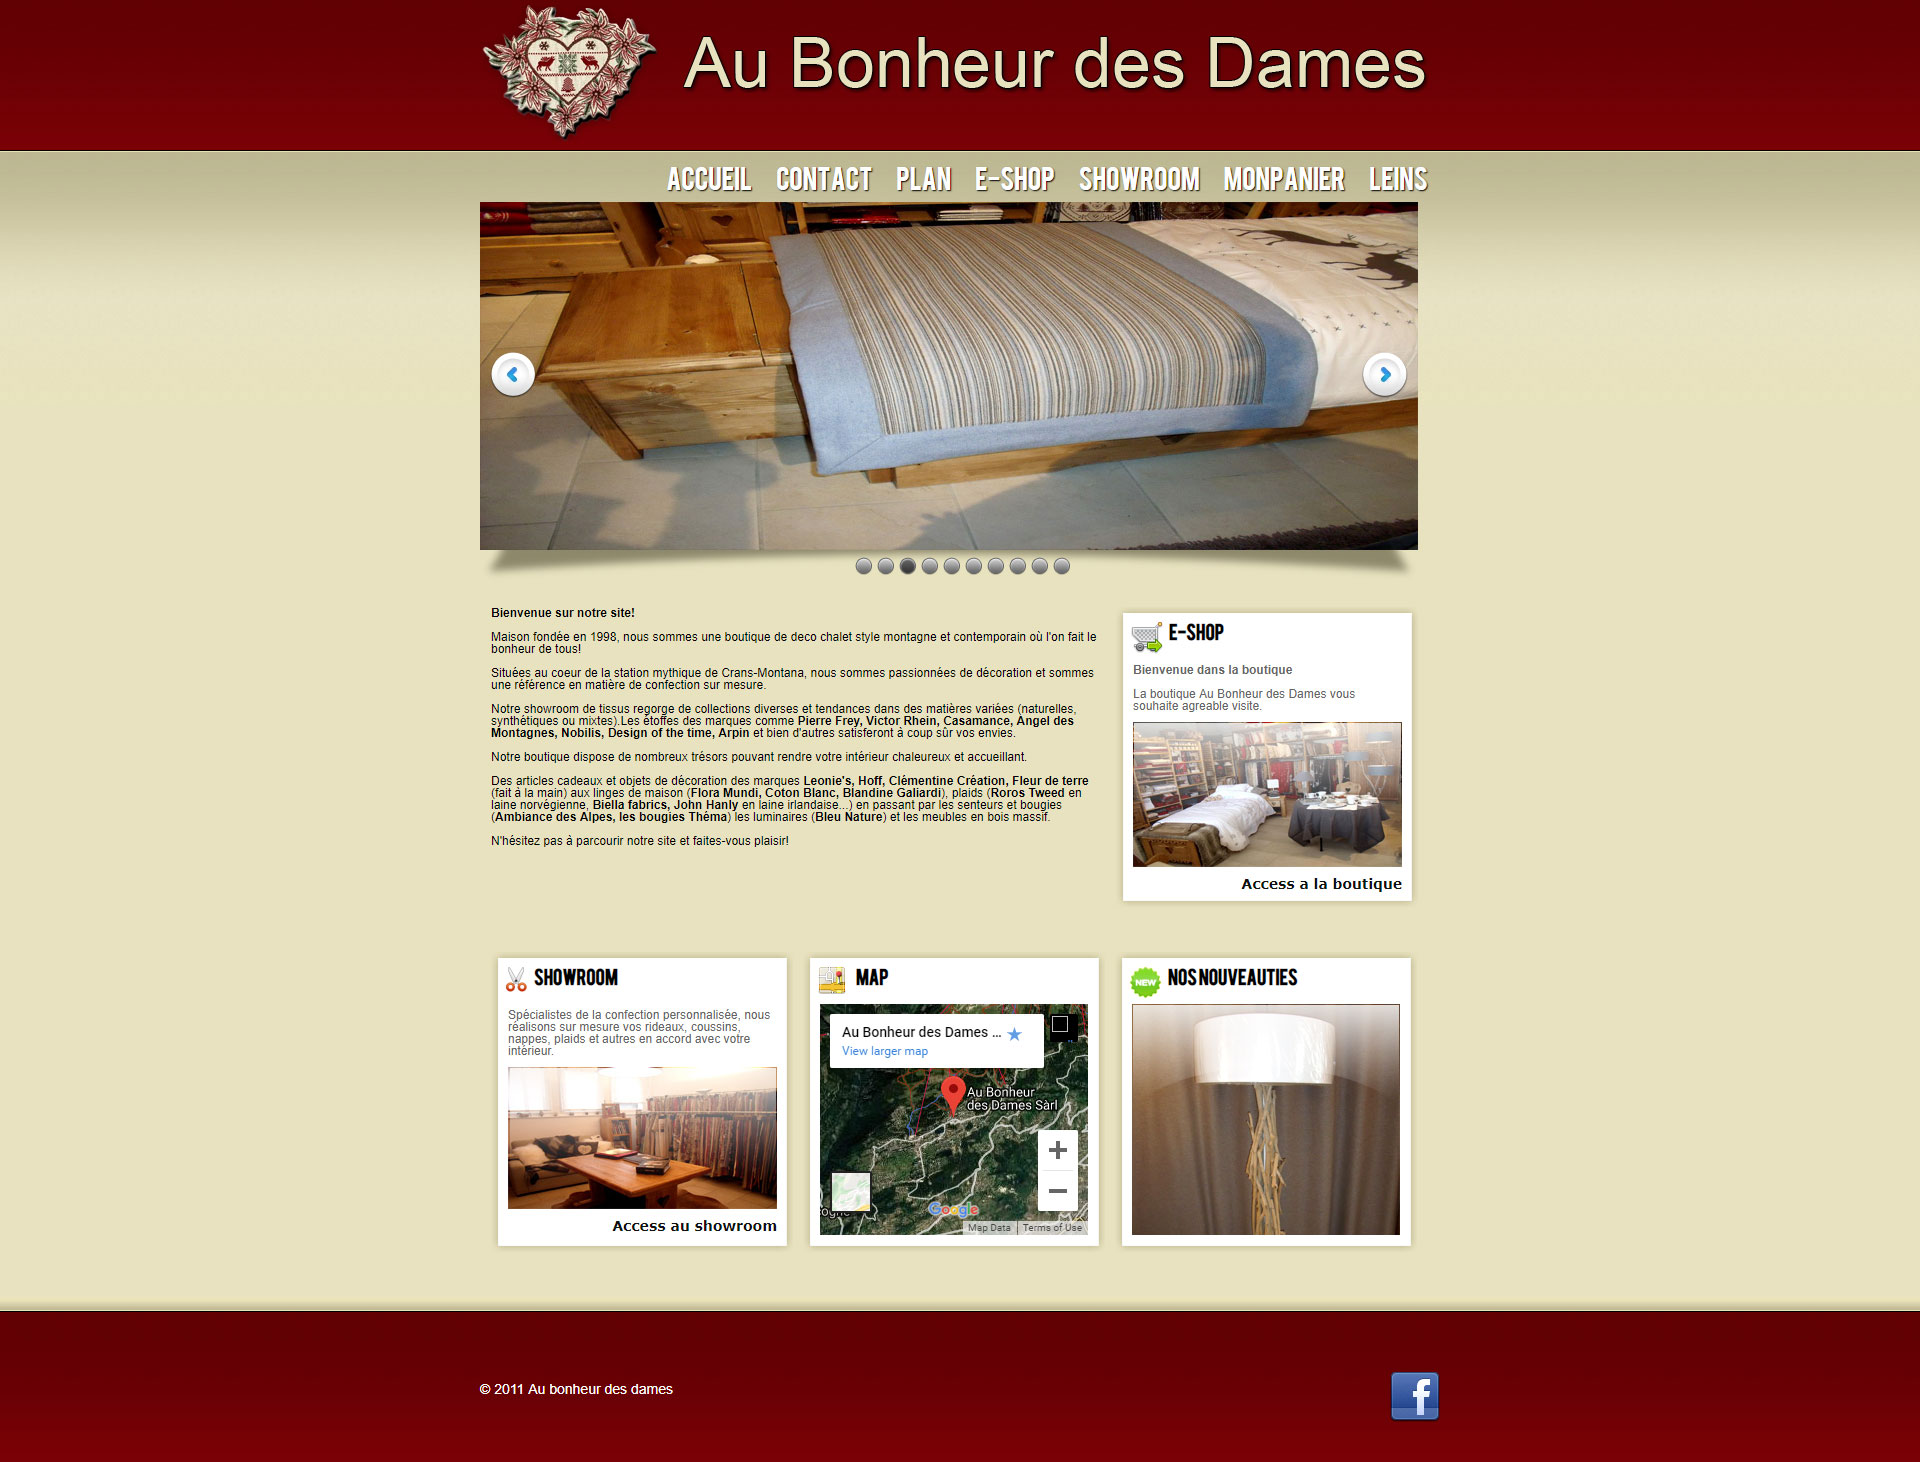 Au Bonheur des Dames
ACCUEIL CONTACT PLAN E-SHOP SHOWROOM MONPANIER LEINS
Bienvenue sur notre site!
Maison fondée en 1998, nous sommes une boutique de deco chalet style montagne et contemporain où l'on fait le
bonheur de tous!
Situées au coeur de la station mythique de Crans-Montana, nous sommes passionnées de décoration et sommes
une référence en matière de confection sur mesure.
Notre showroom de tissus regorge de collections diverses et tendances dans des matières variées (naturelles,
synthétiques ou mixtes).Les étoffes des marques comme Pierre Frey, Victor Rhein, Casamance, Angel des
Montagnes, Nobilis, Design of the time, Arpin et bien d'autres satisferont à coup sûr vos envies.
Notre boutique dispose de nombreux trésors pouvant rendre votre intérieur chaleureux et accueillant.
Des articles cadeaux et objets de décoration des marques Leonie's, Hoff, Clémentine Création, Fleur de terre
(fait à la main) aux linges de maison (Flora Mundi, Coton Blanc, Blandine Galiardi), plaids (Roros Tweed en
laine norvégienne, Biella fabrics, John Hanly en laine irlandaise...) en passant par les senteurs et bougies
(Ambiance des Alpes, les bougies Théma) les luminaires (Bleu Nature) et les meubles en bois massif.
N'hésitez pas à parcourir notre site et faites-vous plaisir!
E-SHOP
Bienvenue dans la boutique
La boutique Au Bonheur des Dames vous
souhaite agreable visite.
Access a la boutique
SHOWROOM
Spécialistes de la confection personnalisée, nous
réalisons sur mesure vos rideaux, coussins,
nappes, plaids et autres en accord avec votre
intérieur.
Access au showroom
MAP
Au Bonheur des Dames ...
View larger map
Au Bonheur
des Dames Sàrl
Google
Map Data Terms of Use
NEW
NOS NOUVEAUTIES
© 2011 Au bonheur des dames
f